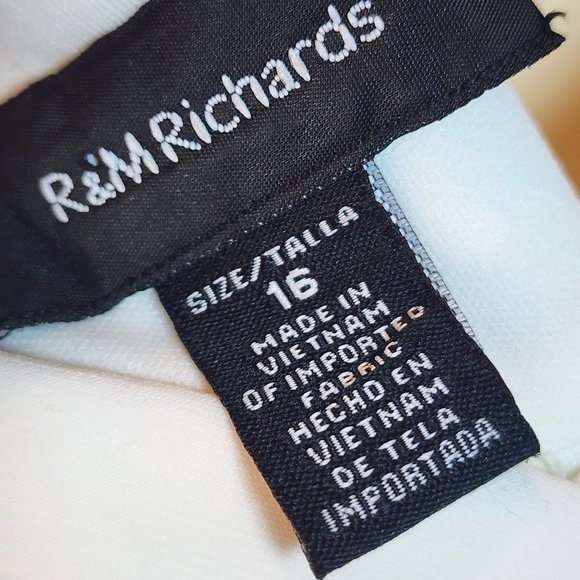 R&M Richards
SIZE/TALLA
16
MADE IN
VIETNAM
OF IMPORTED
FABRIC
HECHO EN
VIETNAM
DE TELA
IMPORTADA